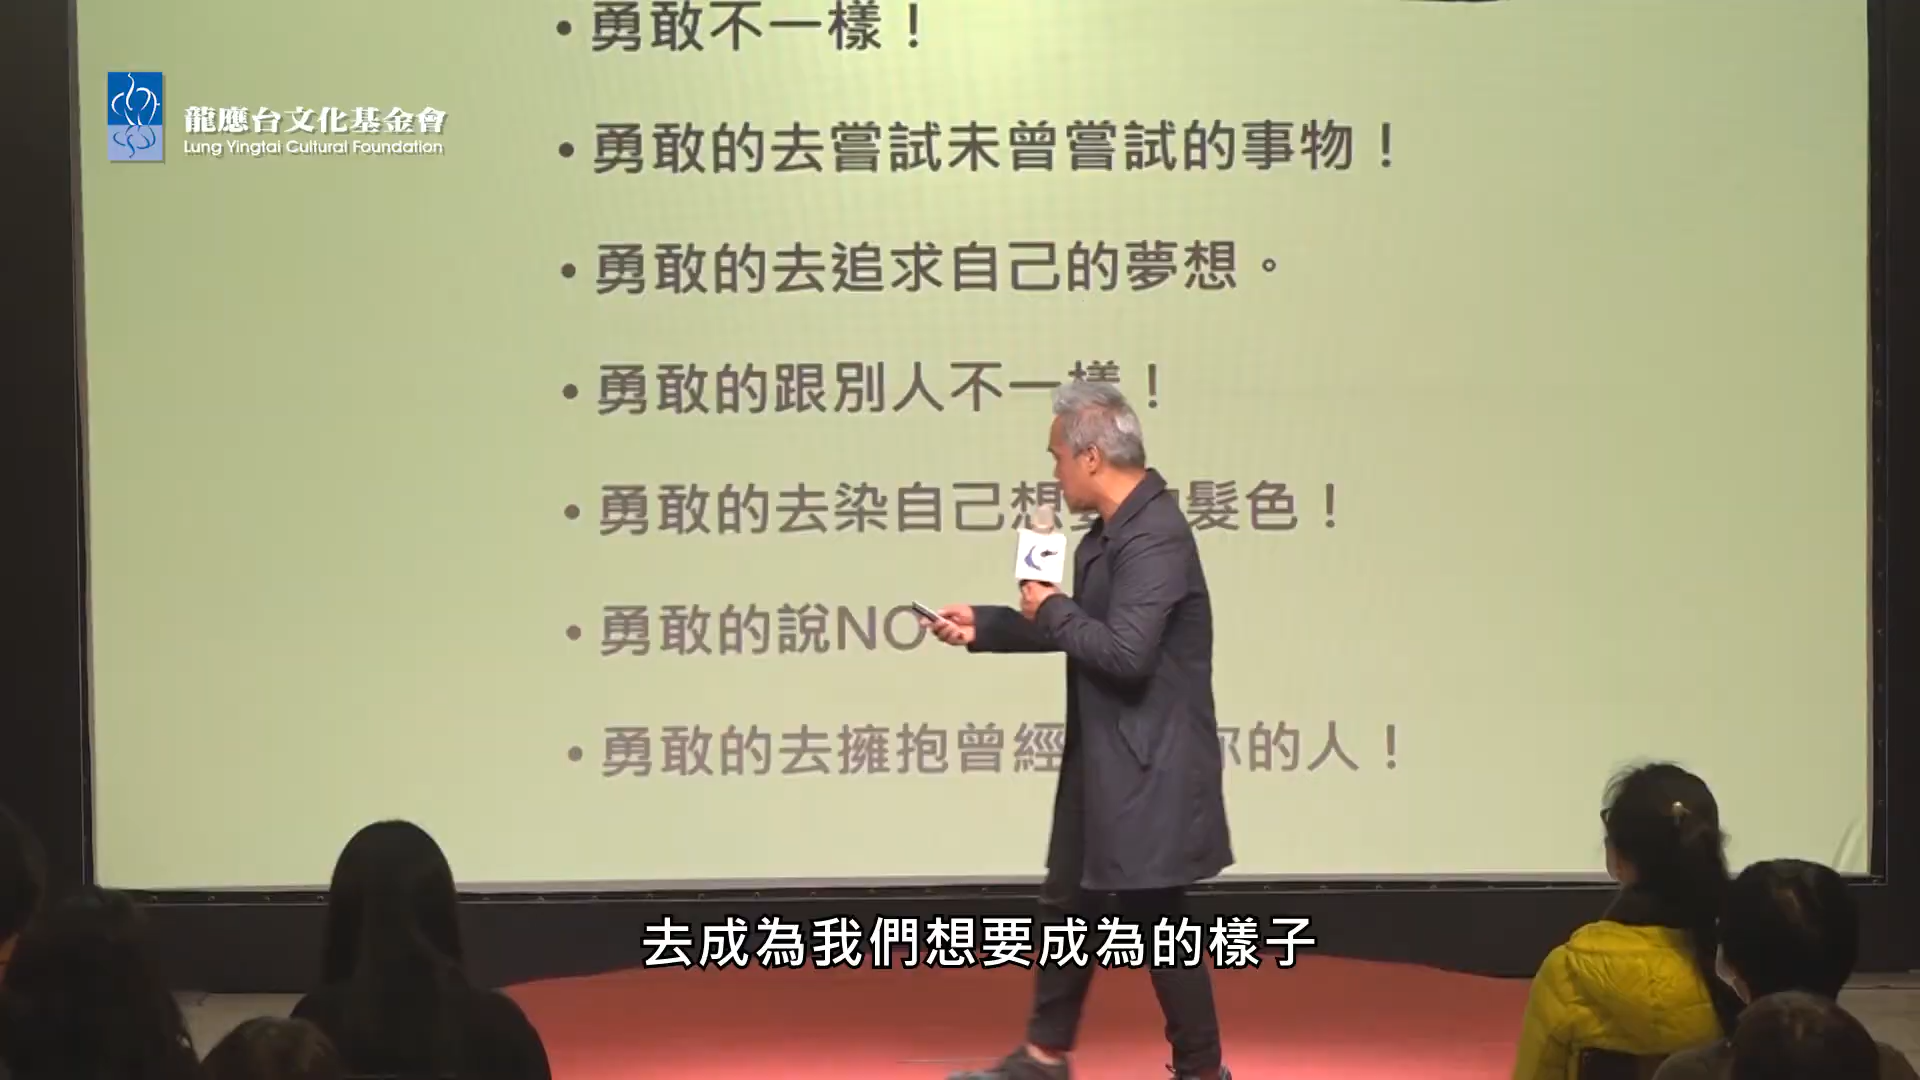 • 勇敢不一樣！
龍應台文化基金會
Lung Yingtai Cultural Foundation
• 勇敢的去嘗試未曾嘗試的事物！
• 勇敢的去追求自己的夢想。
• 勇敢的跟別人不一樣！
• 勇敢的去染自己想要的髮色！
• 勇敢的說NO
• 勇敢的去擁抱曾經 你的人！
去成為我們想要成為的樣子